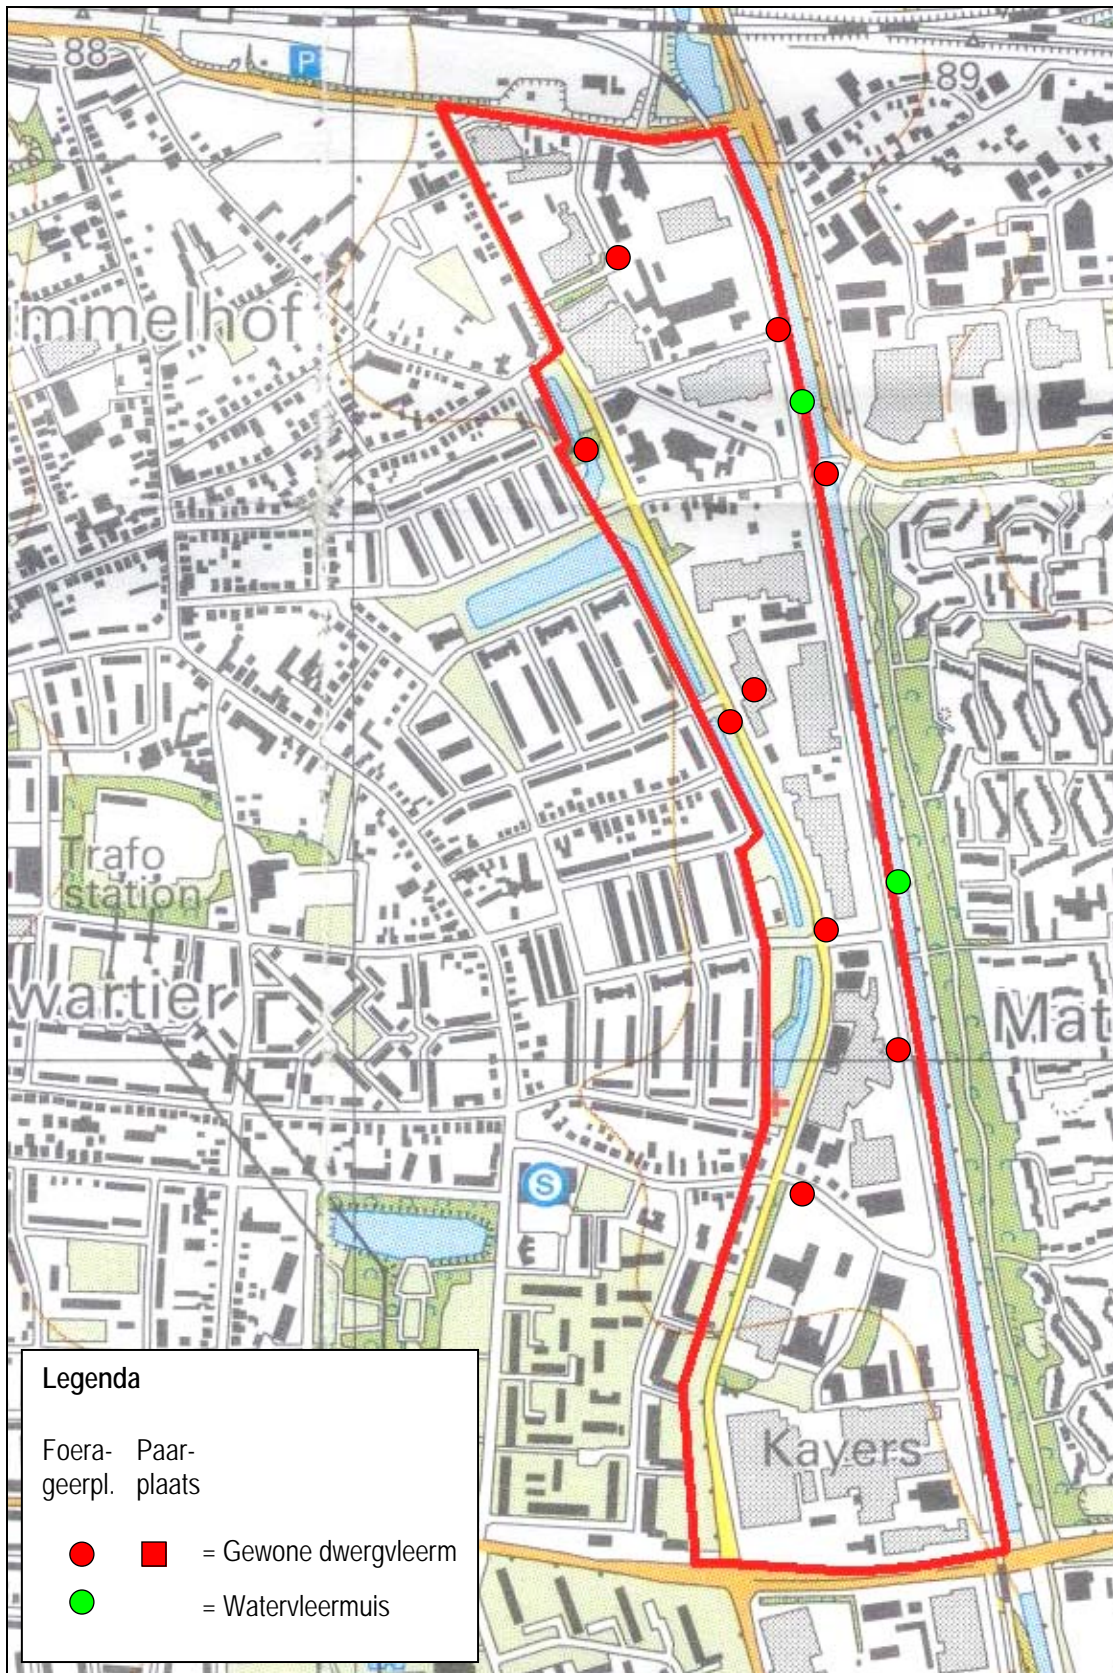 88
P
89
mmelhof
Trafo
station
wartier
Mat
S
Kayers
Legenda
Foera- Paar-
geerpl. plaats
= Gewone dwergvleerm
= Watervleermuis